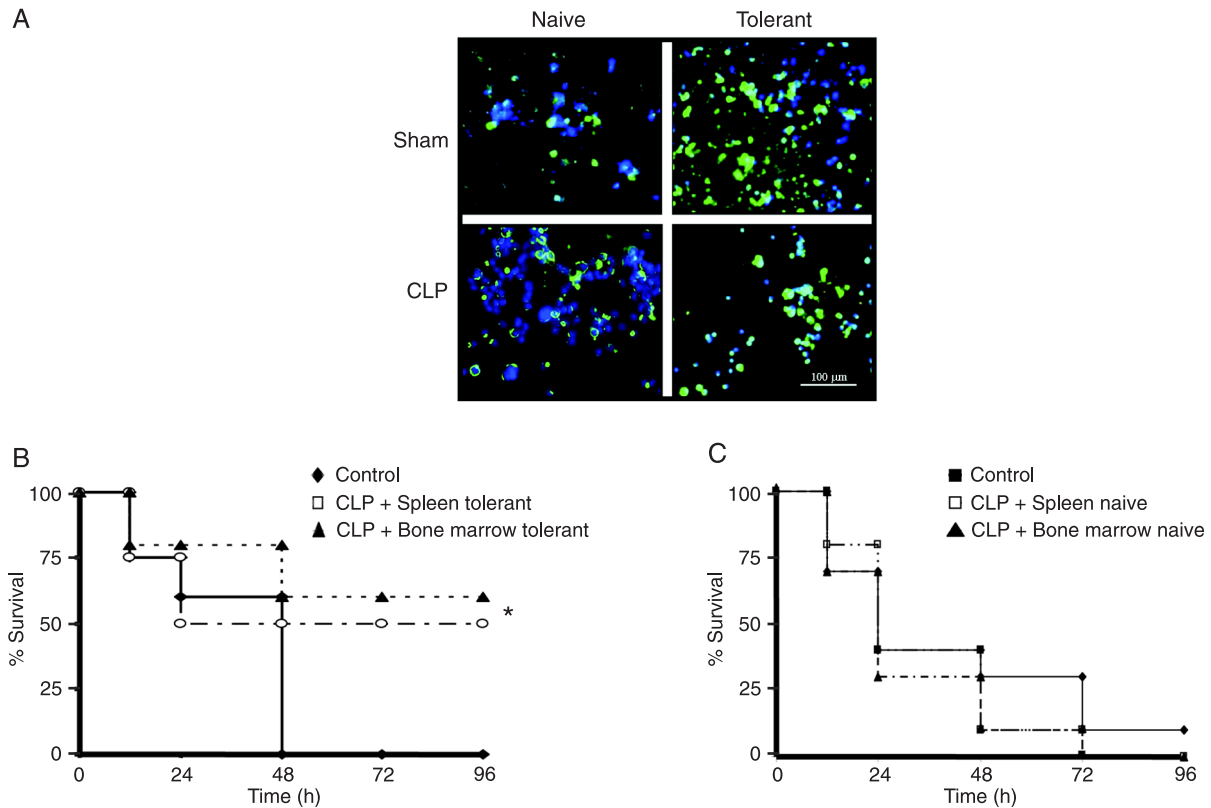 A
Naive
Tolerant
Sham
CLP
100 µm
B
Control
CLP + Spleen tolerant
CLP + Bone marrow tolerant
% Survival
100
75
50
25
0
*
0 24 48 72 96
Time (h)
C
Control
CLP + Spleen naive
CLP + Bone marrow naive
% Survival
100
75
50
25
0
0 24 48 72 96
Time (h)